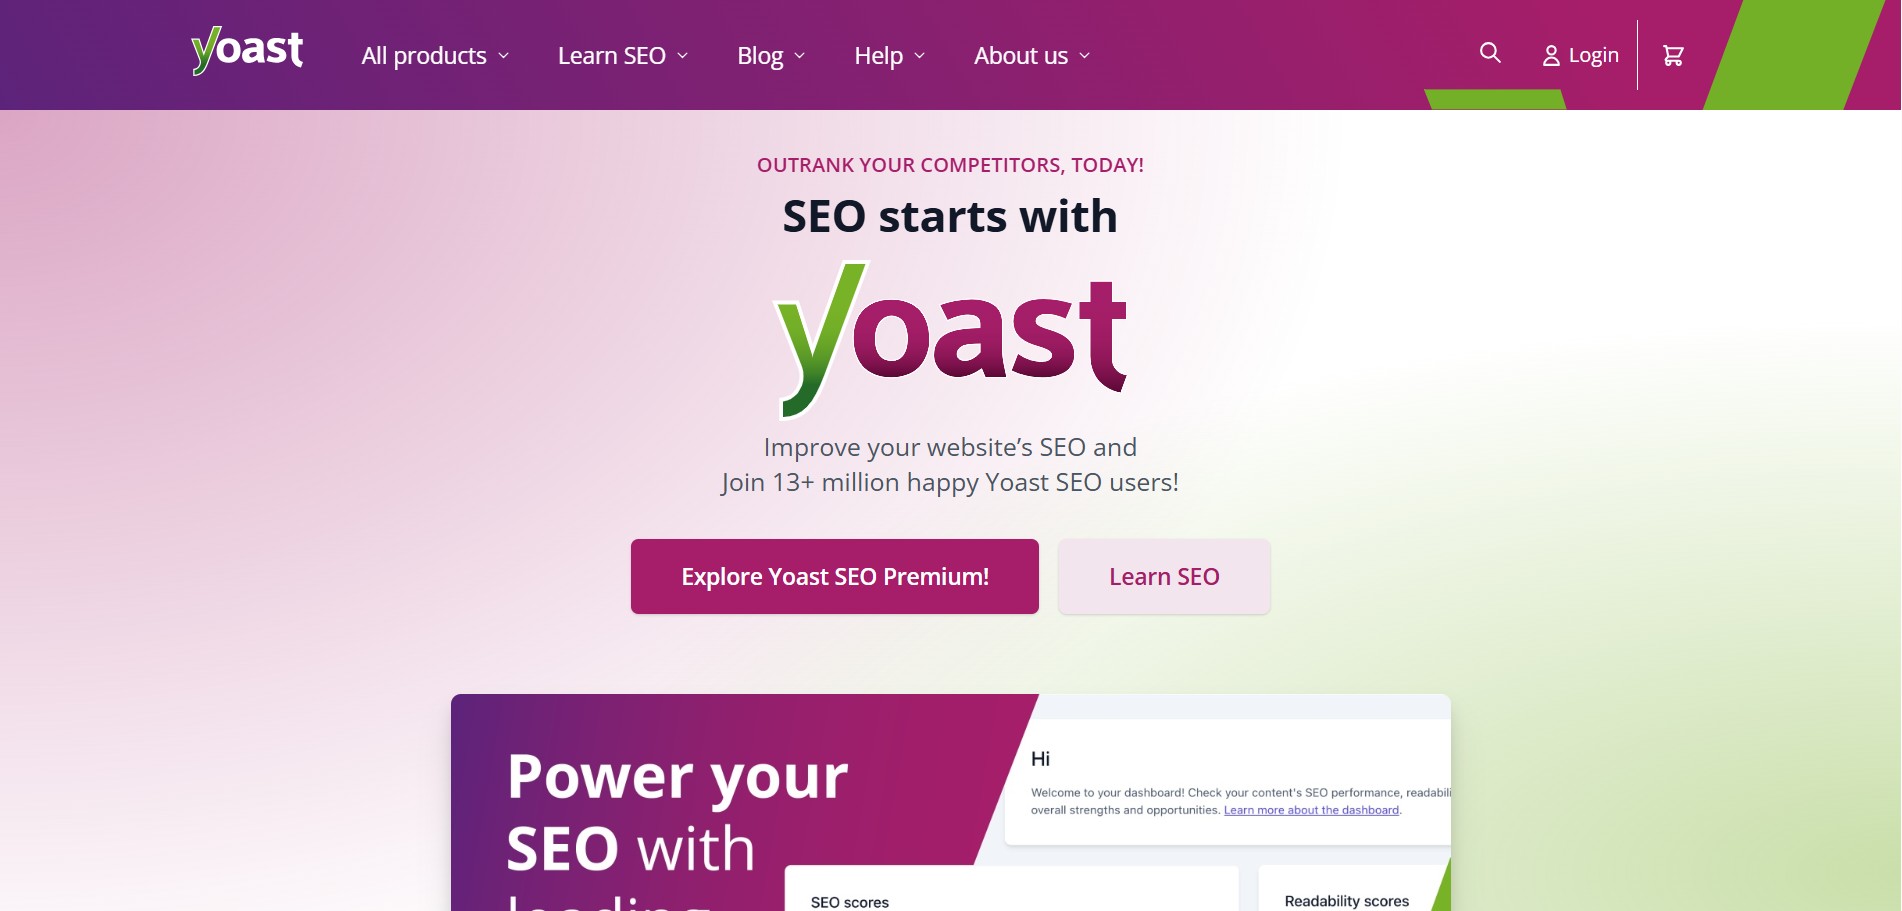 yoast
All products
Learn SEO
Blog
Help
About us
Login
OUTRANK YOUR COMPETITORS, TODAY!
SEO starts with
yoast
Improve your website’s SEO and
Join 13+ million happy Yoast SEO users!
Explore Yoast SEO Premium!
Learn SEO
Power your
SEO with
leading
Hi
Welcome to your dashboard! Check your content's SEO performance, readabili
overall strengths and opportunities. Learn more about the dashboard.
SEO scores
Readability scores